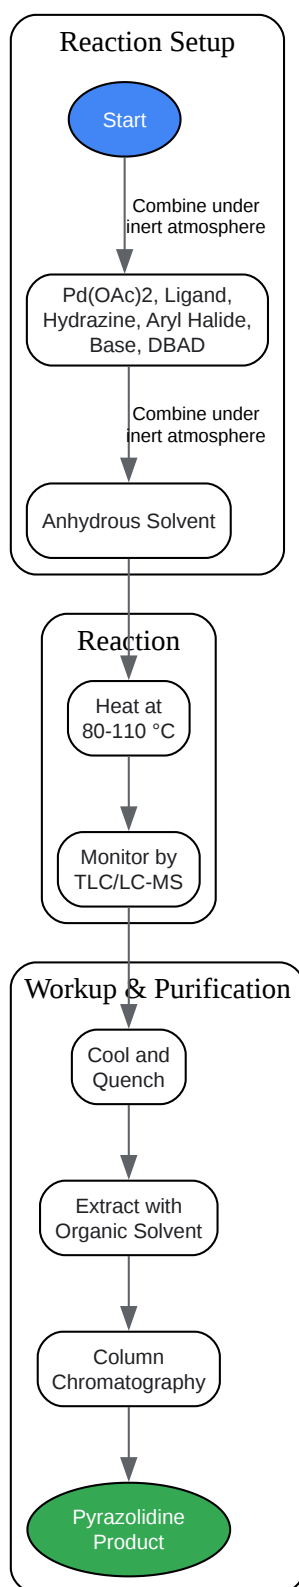 Reaction Setup
Start
Combine under
inert atmosphere
Pd(OAc)2, Ligand,
Hydrazine, Aryl Halide,
Base, DBAD
Combine under
inert atmosphere
Anhydrous Solvent
Reaction
Heat at
80-110 °C
Monitor by
TLC/LC-MS
Workup & Purification
Cool and
Quench
Extract with
Organic Solvent
Column
Chromatography
Pyrazolidine
Product